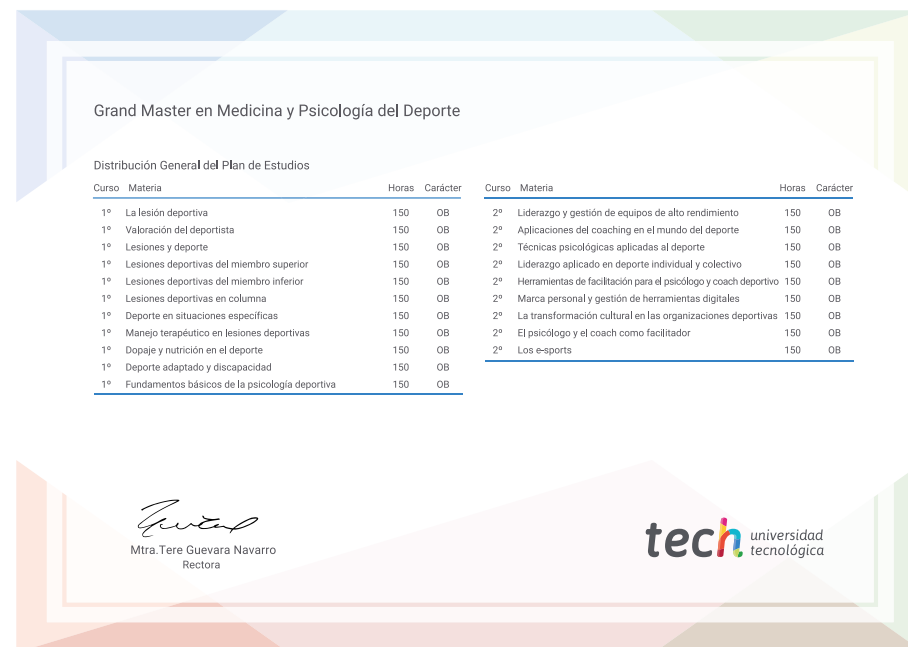 Grand Master en Medicina y Psicología del Deporte
Distribución General del Plan de Estudios
Curso Materia Horas Carácter
1º La lesión deportiva 150 OB
1º Valoración del deportista 150 OB
1º Lesiones y deporte 150 OB
1º Lesiones deportivas del miembro superior 150 OB
1º Lesiones deportivas del miembro inferior 150 OB
1º Lesiones deportivas en columna 150 OB
1º Deporte en situaciones específicas 150 OB
1º Manejo terapéutico en lesiones deportivas 150 OB
1º Dopaje y nutrición en el deporte 150 OB
1º Deporte adaptado y discapacidad 150 OB
1º Fundamentos básicos de la psicología deportiva 150 OB
Curso Materia Horas Carácter
2º Liderazgo y gestión de equipos de alto rendimiento 150 OB
2º Aplicaciones del coaching en el mundo del deporte 150 OB
2º Técnicas psicológicas aplicadas al deporte 150 OB
2º Liderazgo aplicado en deporte individual y colectivo 150 OB
2º Herramientas de facilitación para el psicólogo y coach deportivo 150 OB
2º Marca personal y gestión de herramientas digitales 150 OB
2º La transformación cultural en las organizaciones deportivas 150 OB
2º El psicólogo y el coach como facilitador 150 OB
2º Los e-sports 150 OB
Mtra.Tere Guevara Navarro
Rectora
tech universidad
tecnológica